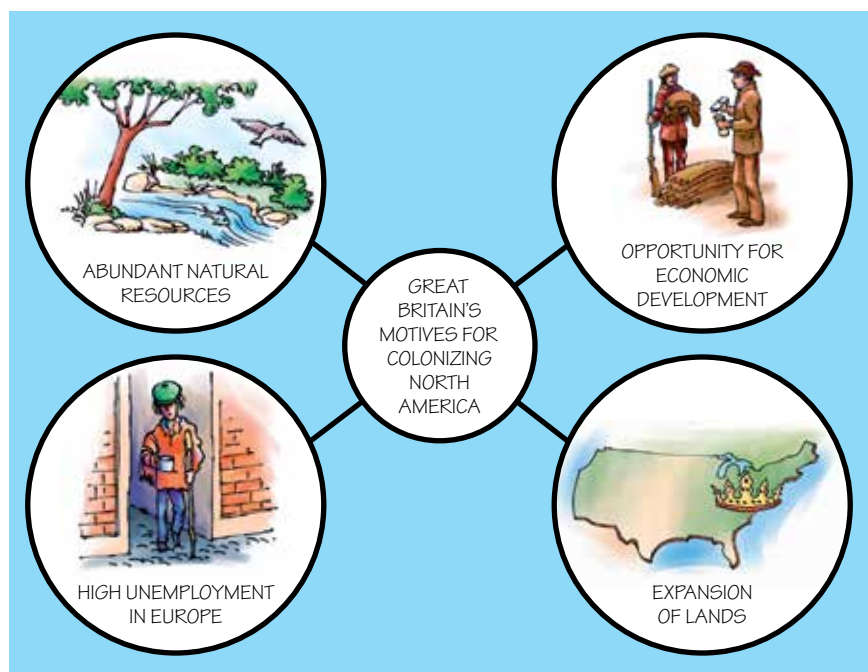 ABUNDANT NATURAL
RESOURCES
OPPORTUNITY FOR
ECONOMIC
DEVELOPMENT
GREAT
BRITAIN'S
MOTIVES FOR
COLONIZING
NORTH
AMERICA
HIGH UNEMPLOYMENT
IN EUROPE
EXPANSION
OF LANDS